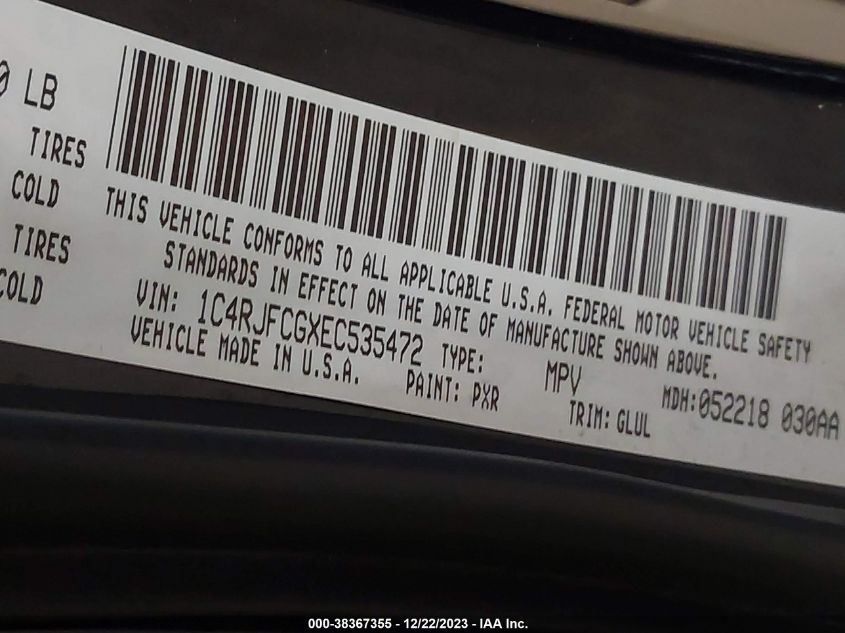 0 LB
TIRES
COLD
TIRES
COLD
THIS VEHICLE CONFORMS TO ALL APPLICABLE U.S.A. FEDERAL MOTOR VEHICLE SAFETY
STANDARDS IN EFFECT ON THE DATE OF MANUFACTURE SHOWN ABOVE.
VIN: 1C4RJFCGXEC535472 TYPE: MPV MDH:052218 030AA
VEHICLE MADE IN U.S.A. PAINT: PXR TRIM: GLUL
000-38367355 - 12/22/2023 - IAA Inc.